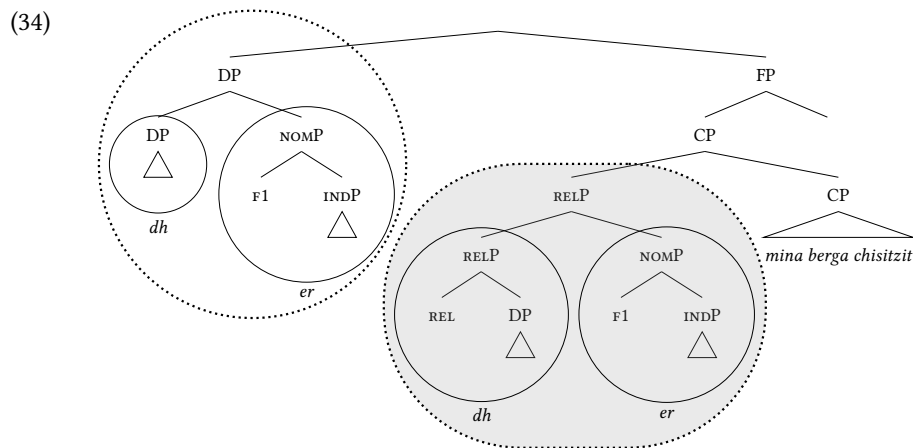 (34)
DP FP
DP NOMP CP
F1 INDP RELP CP
dh
er
RELP NOMP mina berga chisitzit
REL DP F1 INDP
dh er